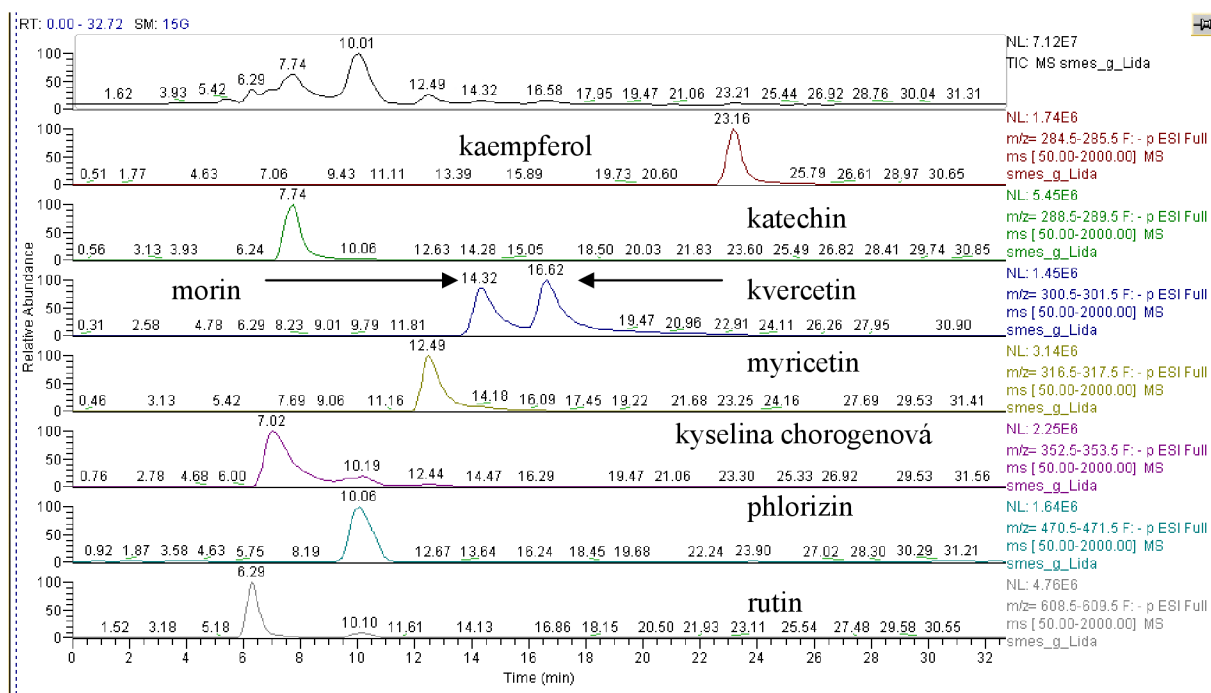 RT: 0.00 - 32.72 SM: 15G
100
50
0
1.62 3.93 5.42 6.29 7.74 10.01 12.49 14.32 16.58 17.95 19.47 21.06 23.21 25.44 26.92 28.76 30.04 31.31
NL: 7.12E7
TIC MS smes_g_Lida
100
50
0
kaempferol
0.51 1.77 4.63 7.06 9.43 11.11 13.39 15.89 19.73 20.60 23.16 25.79 26.61 28.97 30.65
NL: 1.74E6
m/z= 284.5-285.5 F: - p ESI Full
ms [ 50.00-2000.00] MS
smes_g_Lida
100
50
0
katechin
0.56 3.13 3.93 6.24 7.74 10.06 12.63 14.28 15.05 18.50 20.03 21.83 23.60 25.49 26.82 28.41 29.74 30.85
NL: 5.45E6
m/z= 288.5-289.5 F: - p ESI Full
ms [ 50.00-2000.00] MS
smes_g_Lida
100
50
0
morin kvercetin
0.31 2.58 4.78 6.29 8.23 9.01 9.79 11.81 14.32 16.62 19.47 20.96 22.91 24.11 26.26 27.95 30.90
NL: 1.45E6
m/z= 300.5-301.5 F: - p ESI Full
ms [ 50.00-2000.00] MS
smes_g_Lida
Relative Abundance
100
50
0
myricetin
0.46 3.13 5.42 7.69 9.06 11.16 12.49 14.18 16.09 17.45 19.22 21.68 23.25 24.16 27.69 29.53 31.41
NL: 3.14E6
m/z= 316.5-317.5 F: - p ESI Full
ms [ 50.00-2000.00] MS
smes_g_Lida
100
50
0
kyselina chorogenová
0.76 2.78 4.68 6.00 7.02 10.19 12.44 14.47 16.29 19.47 21.06 23.30 25.33 26.92 29.53 31.56
NL: 2.25E6
m/z= 352.5-353.5 F: - p ESI Full
ms [ 50.00-2000.00] MS
smes_g_Lida
100
50
0
phlorizin
0.92 1.87 3.58 4.63 5.75 8.19 10.06 12.67 13.64 16.24 18.45 19.68 22.24 23.90 27.02 28.30 30.29 31.21
NL: 1.64E6
m/z= 470.5-471.5 F: - p ESI Full
ms [ 50.00-2000.00] MS
smes_g_Lida
100
50
0
rutin
1.52 3.18 5.18 6.29 10.10 11.61 14.13 16.86 18.15 20.50 21.93 23.11 25.54 27.48 29.58 30.55
NL: 4.76E6
m/z= 608.5-609.5 F: - p ESI Full
ms [ 50.00-2000.00] MS
smes_g_Lida
0 2 4 6 8 10 12 14 16 18 20 22 24 26 28 30 32
Time (min)